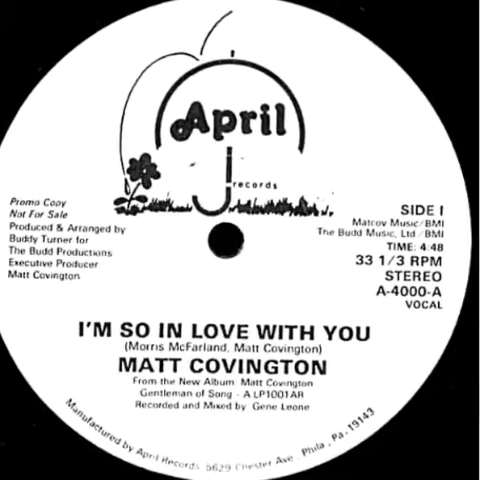 April
records
Promo Copy
Not For Sale
Produced & Arranged by
Buddy Turner for
The Budd Productions
Executive Producer
Matt Covington
SIDE I
Matcov Music/BMI
The Budd Music, Ltd /BMI
TIME: 4:48
33 1/3 RPM
STEREO
A-4000-A
VOCAL
I'M SO IN LOVE WITH YOU
(Morris McFarland, Matt Covington)
MATT COVINGTON
From the New Album Matt Covington
Gentleman of Song - A LP1001AR
Recorded and Mixed by Gene Leone
Manufactured by April Records 5629 Chester Ave. Phila., Pa. 19143